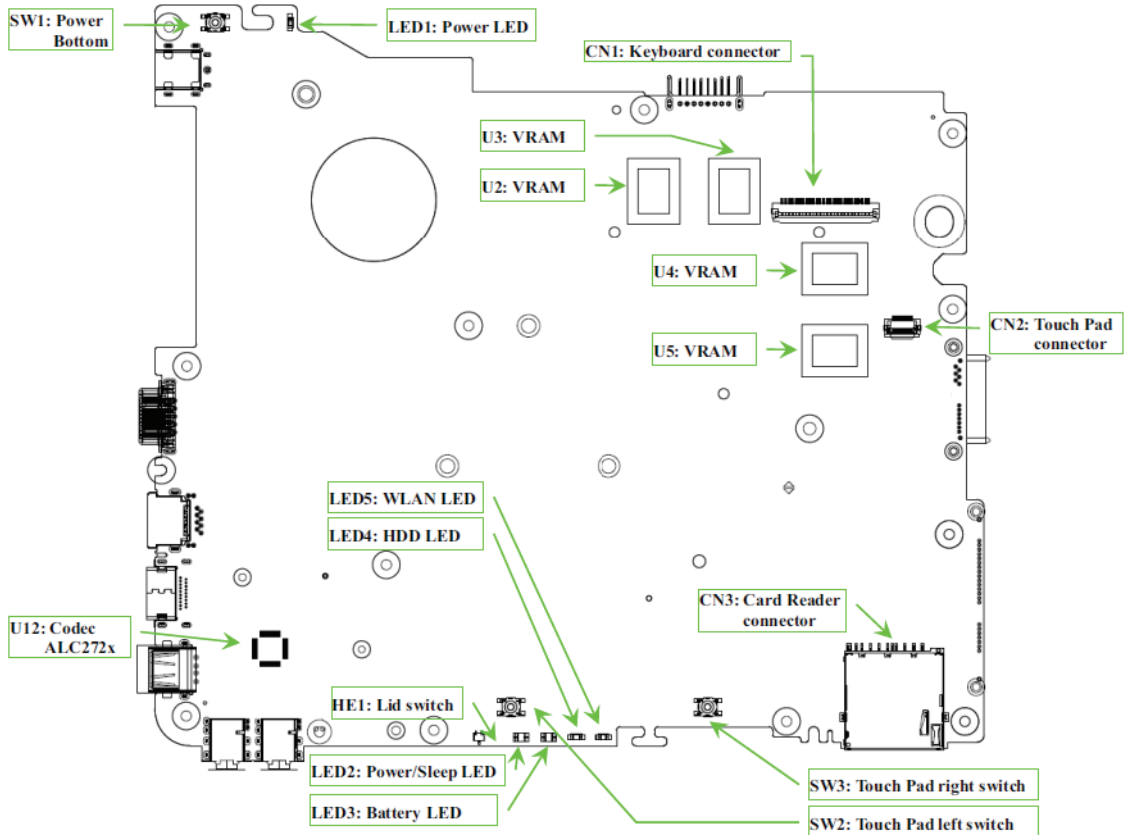 SW1: Power
Bottom
LED1: Power LED
CN1: Keyboard connector
U3: VRAM
U2: VRAM
U4: VRAM
CN2: Touch Pad
connector
U5: VRAM
LED5: WLAN LED
LED4: HDD LED
CN3: Card Reader
connector
U12: Codec
ALC272x
HE1: Lid switch
LED2: Power/Sleep LED
SW3: Touch Pad right switch
LED3: Battery LED
SW2: Touch Pad left switch